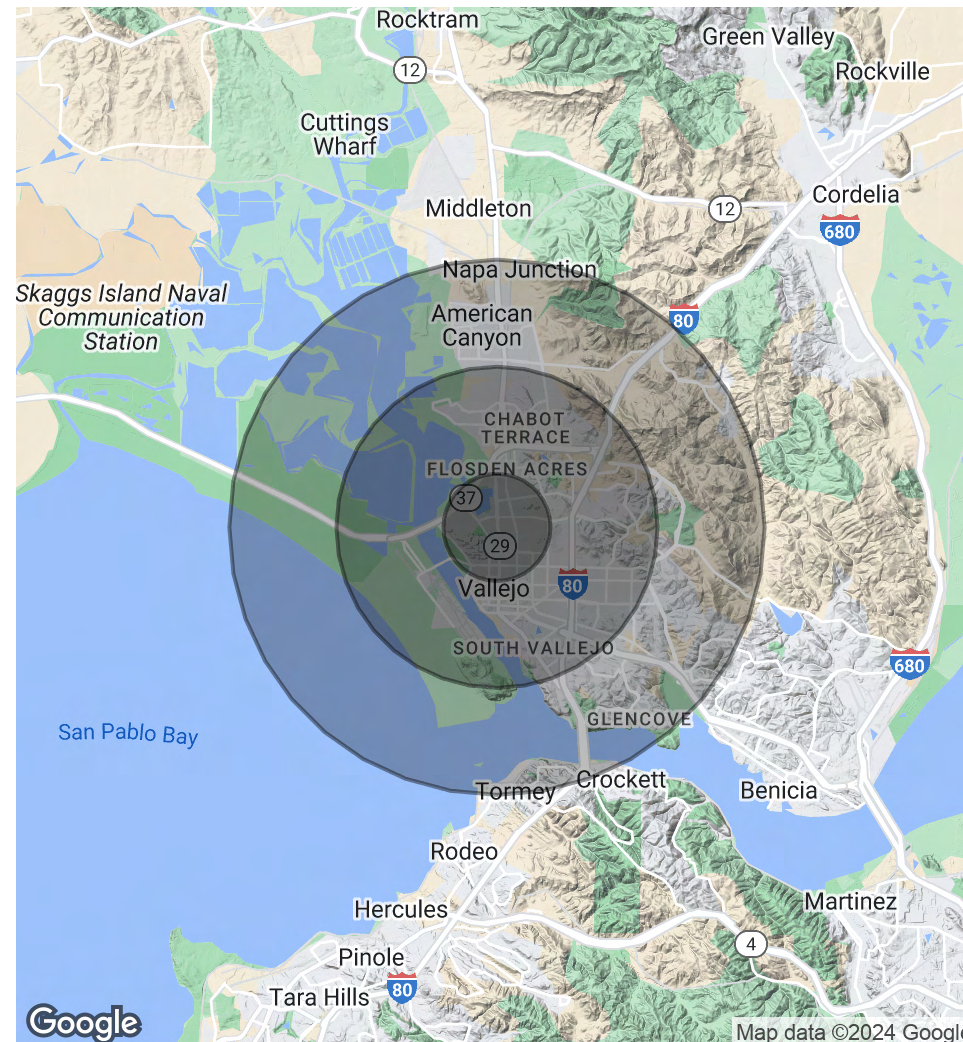 Rocktram
Green Valley
12
Rockville
Cuttings
Wharf
Middleton
12
Cordelia
680
Napa Junction
Skaggs Island Naval
Communication
Station
American
Canyon
80
CHABOT
TERRACE
FLOSDEN ACRES
37
29
Vallejo
80
SOUTH VALLEJO
680
GLENCOVE
San Pablo Bay
Crockett
Tormey
Benicia
Rodeo
Martinez
Hercules
4
Pinole
80
Tara Hills
Google
Map data ©2024 Google